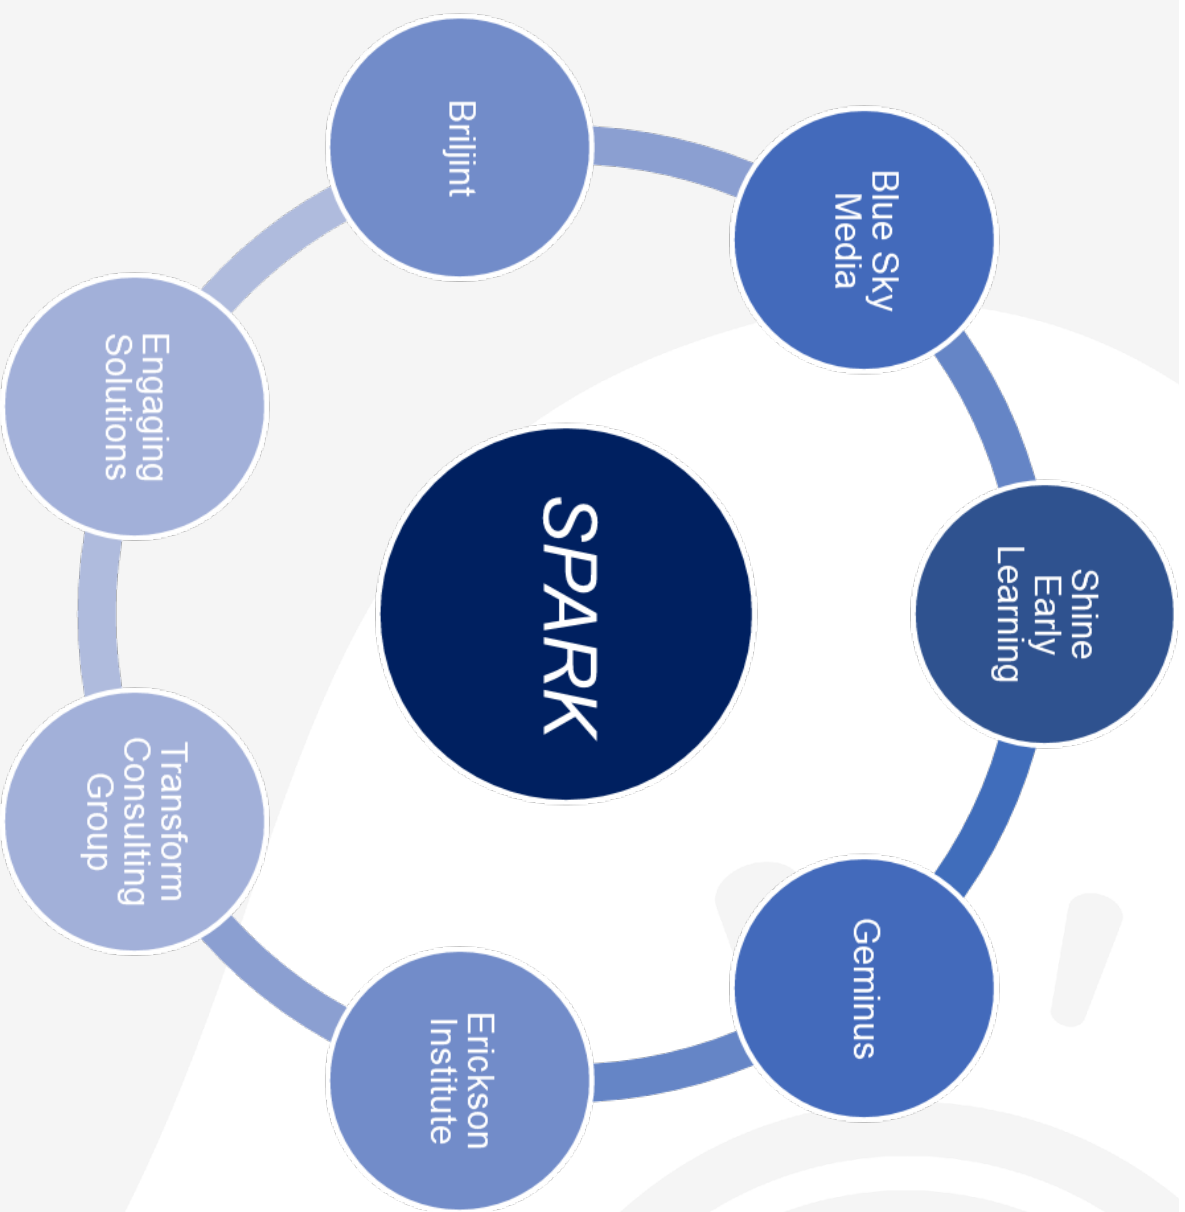 Shine
Early
Learning
Geminus
Erickson
Institute
Transform
Consulting
Group
Engaging
Solutions
Briljint
Blue Sky
Media
SPARK